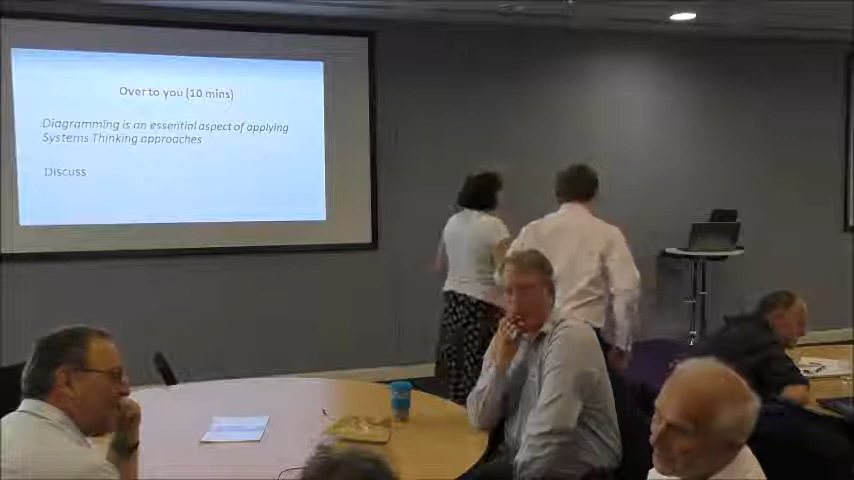 Over to you (10 mins)
Diagramming is an essential aspect of applying
Systems Thinking approaches
Discuss